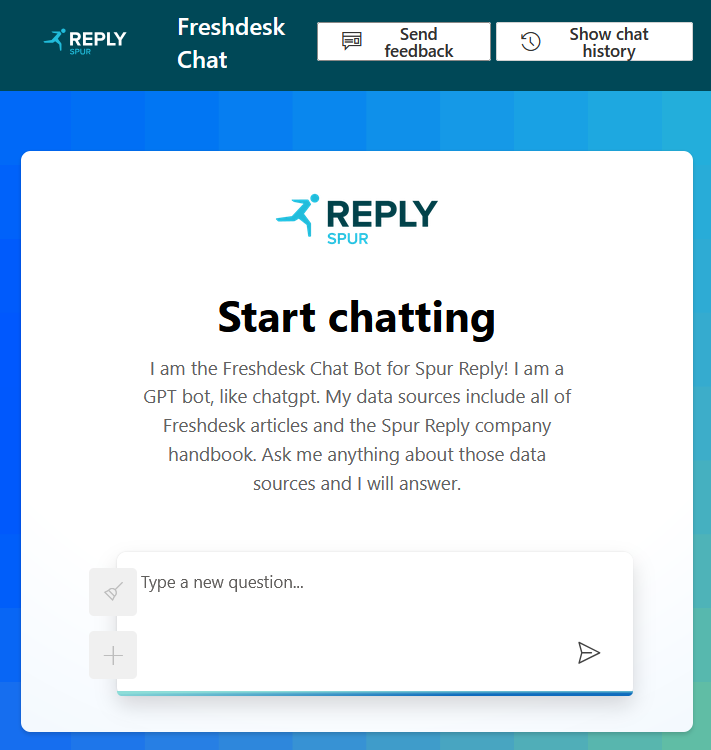 REPLY
SPUR
Freshdesk
Chat
Send
feedback
Show chat
history
REPLY
SPUR
Start chatting
I am the Freshdesk Chat Bot for Spur Reply! I am a
GPT bot, like chatgpt. My data sources include all of
Freshdesk articles and the Spur Reply company
handbook. Ask me anything about those data
sources and I will answer.
Type a new question...